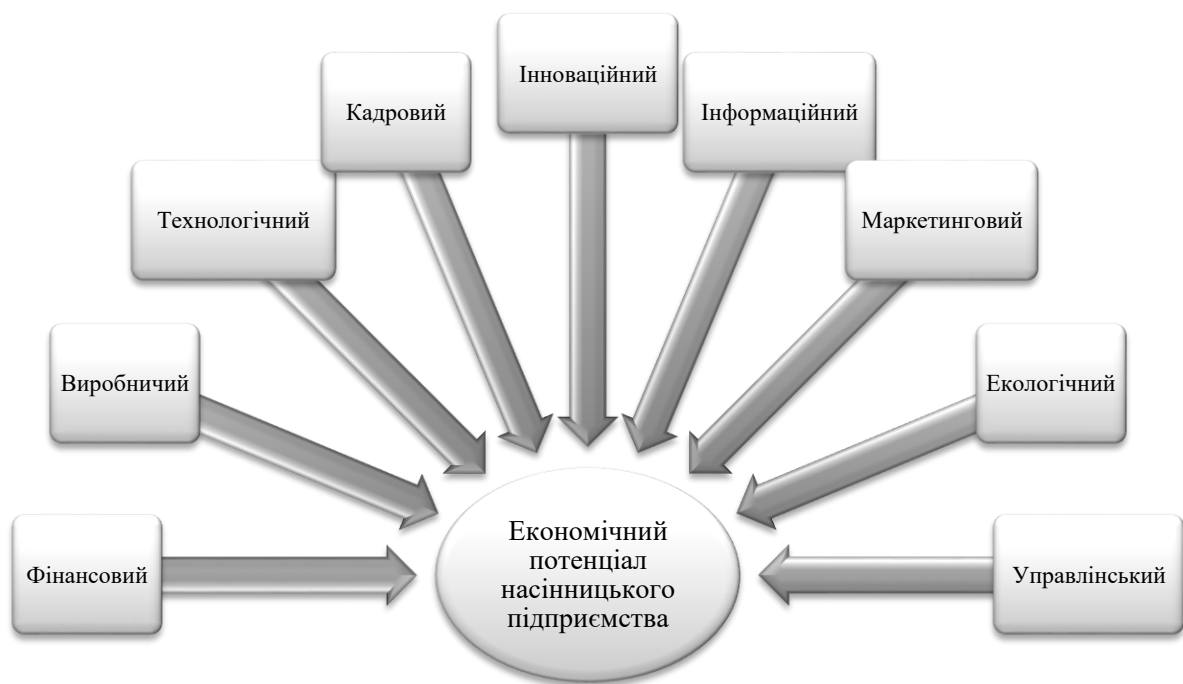 Інноваційний
Кадровий
Інформаційний
Технологічний
Маркетинговий
Виробничий
Екологічний
Фінансовий
Економічний
потенціал
насінницького
підприємства
Управлінський